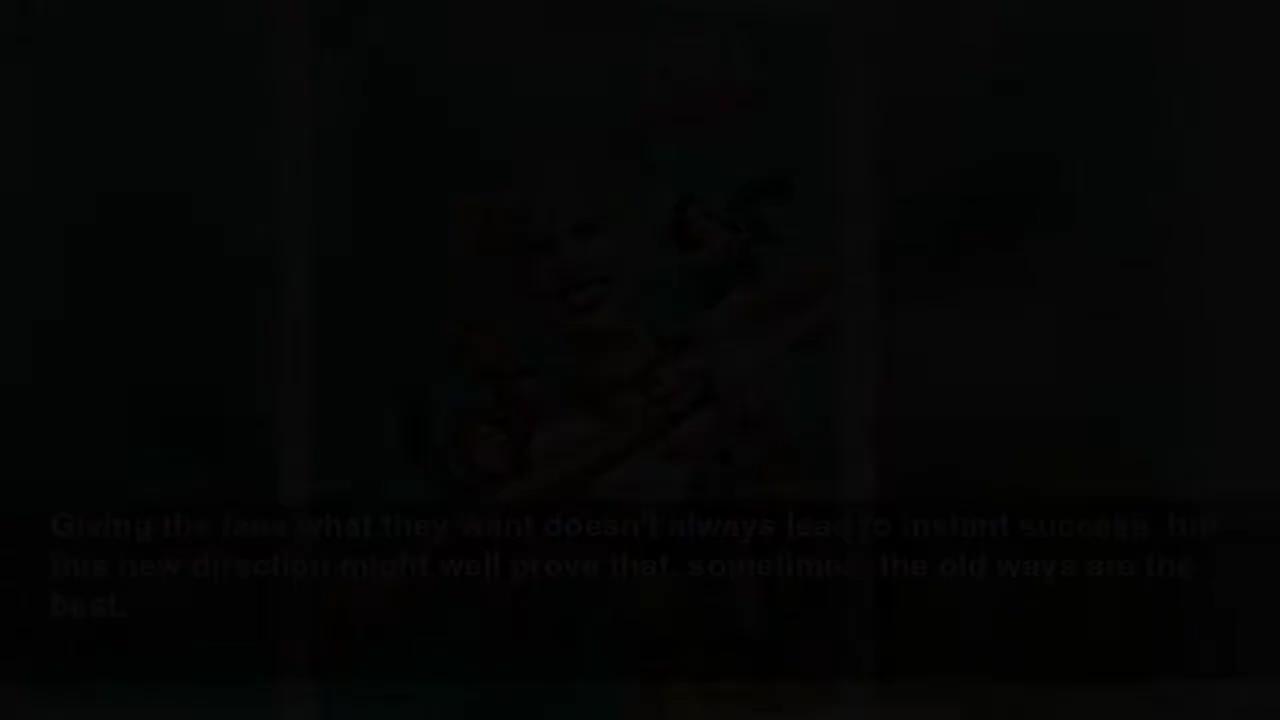 Giving the fans what they want doesn't always lead to instant success, but
this new direction might well prove that, sometimes, the old ways are the
best.